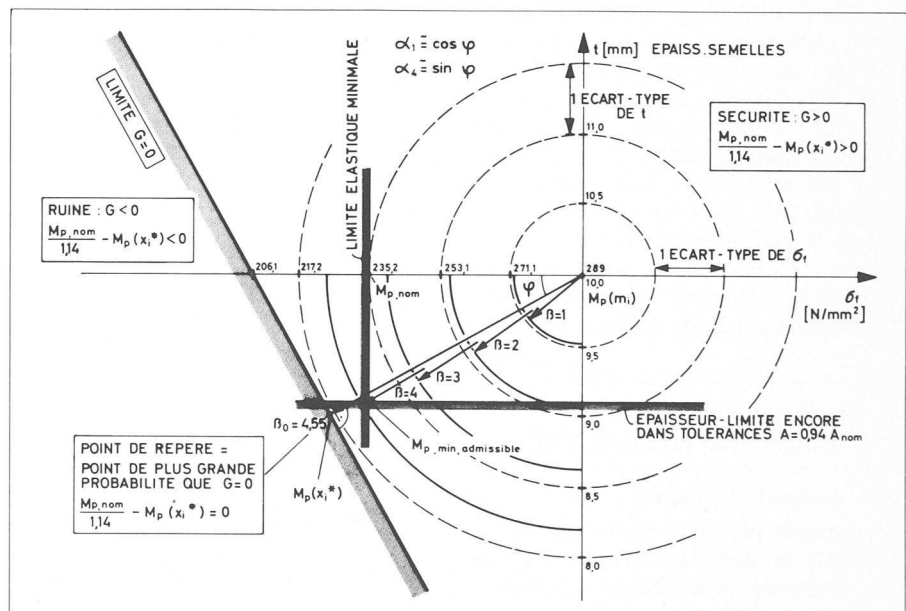 α₁ ≡ cos φ
α₄ ≡ sin φ
t [mm] EPAISS. SEMELLES
1 ECART-TYPE
DE t
11,0
SECURITE : G>0
Mp,nom
1,14
- Mp(xi*) > 0
LIMITE G=0
LIMITE ELASTIQUE MINIMALE
10,5
RUINE : G<0
Mp,nom
1,14
- Mp(xi*) < 0
1 ECART-TYPE DE σf
206,1
217,2
235,2
253,1
271,1
289
φ
10,0
Mp,nom
Mp(mi)
σf
[N/mm²]
β=1
β=2
9,5
β=3
β=4
β₀ = 4,55
9,0
EPAISSEUR-LIMITE ENCORE
DANS TOLERANCES A=0,94 Anom
Mp,min,admissible
POINT DE REPERE =
POINT DE PLUS GRANDE
PROBABILITE QUE G=0
Mp,nom
1,14
- Mp(xi*) = 0
Mp(xi*)
8,5
8,0